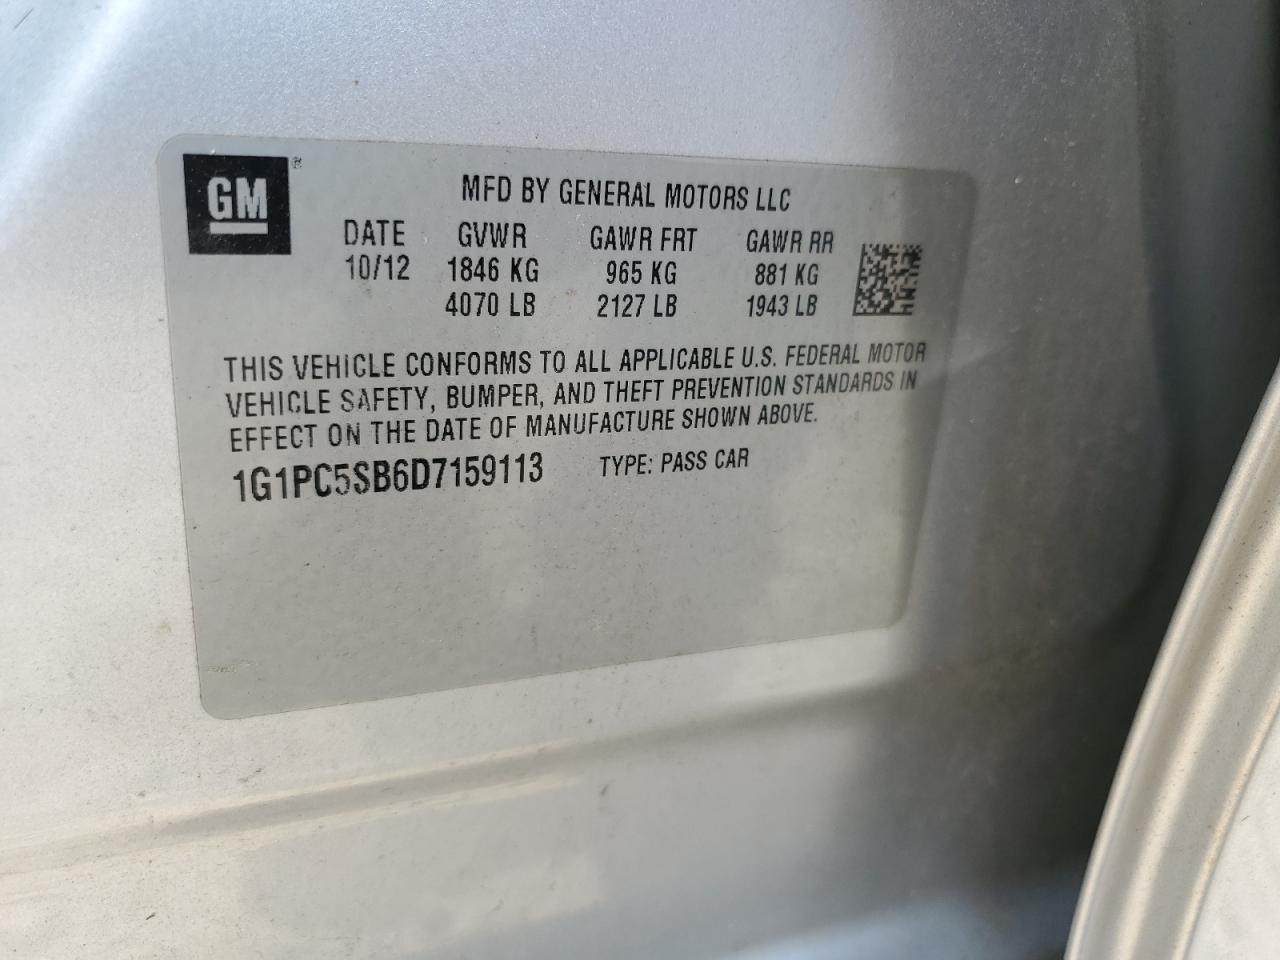 GM ®
MFD BY GENERAL MOTORS LLC
DATE GVWR GAWR FRT GAWR RR
10/12 1846 KG 965 KG 881 KG
4070 LB 2127 LB 1943 LB
THIS VEHICLE CONFORMS TO ALL APPLICABLE U.S. FEDERAL MOTOR
VEHICLE SAFETY, BUMPER, AND THEFT PREVENTION STANDARDS IN
EFFECT ON THE DATE OF MANUFACTURE SHOWN ABOVE.
1G1PC5SB6D7159113 TYPE: PASS CAR